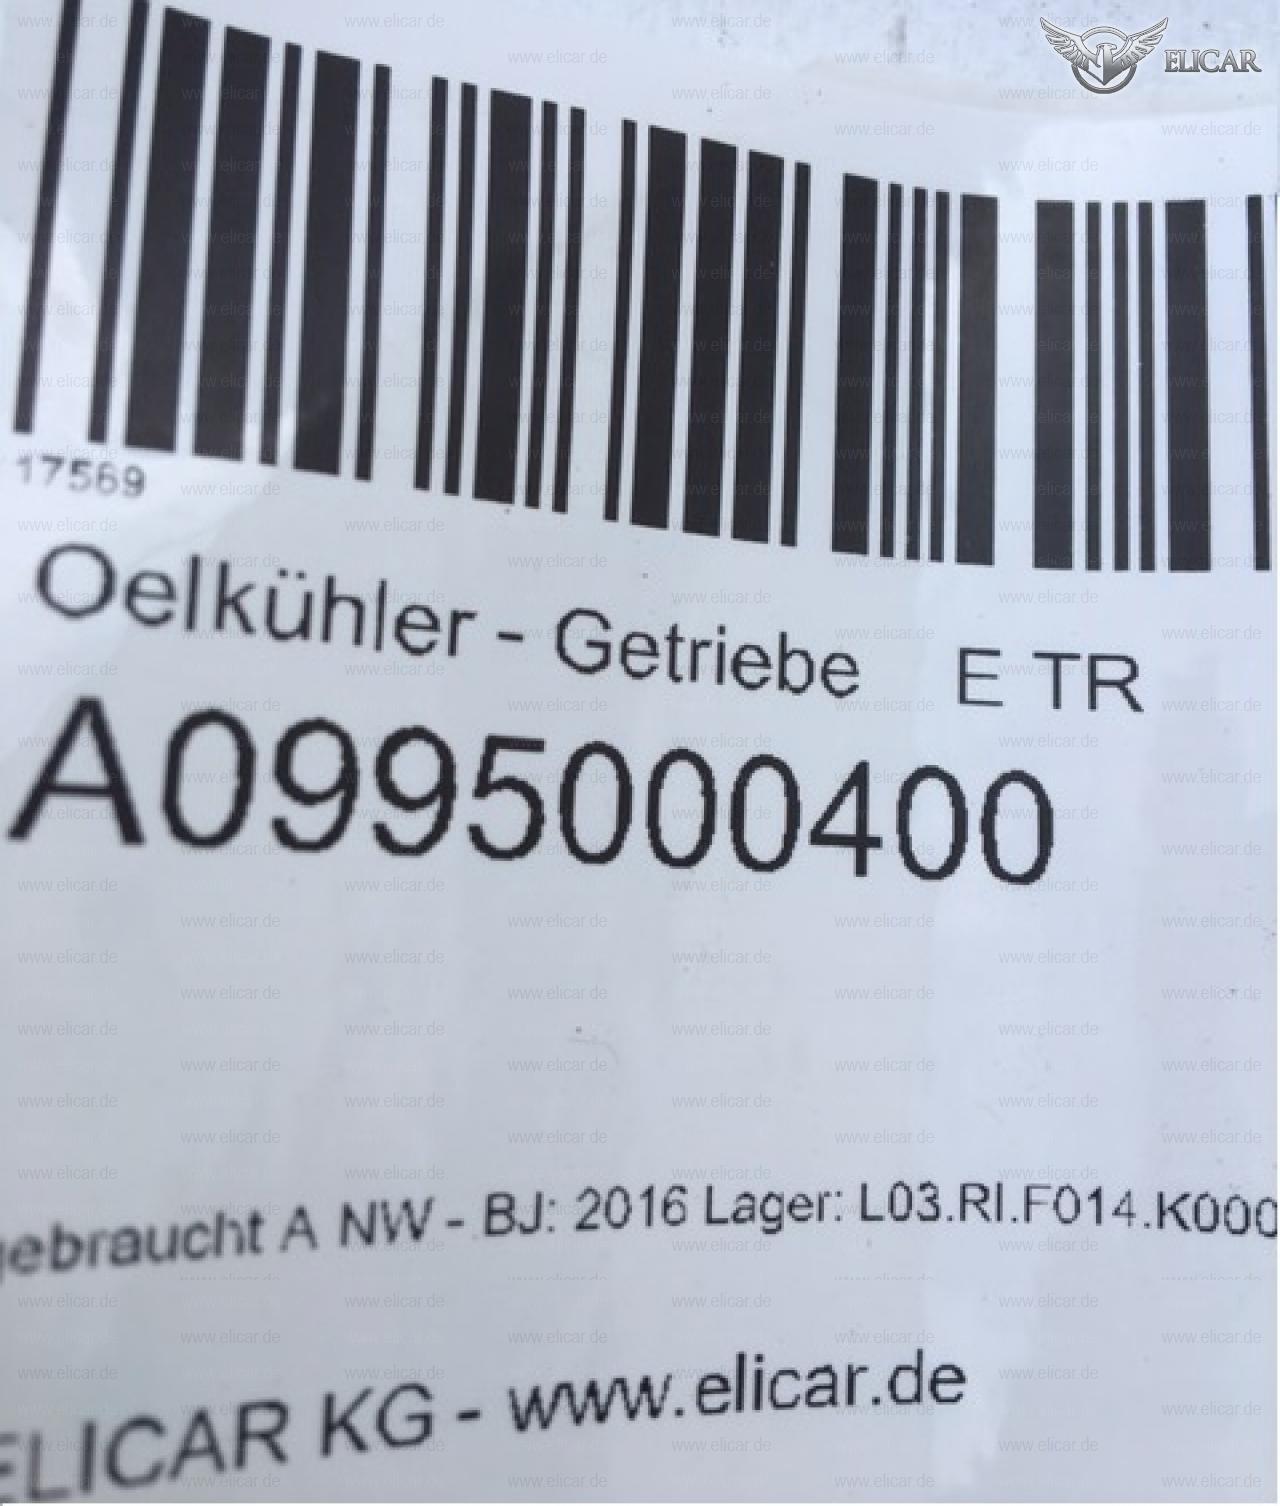 ELICAR
17569
Oelkühler - Getriebe E TR
A0995000400
gebraucht A NW - BJ: 2016 Lager: L03.RI.F014.K000
ELICAR KG - www.elicar.de